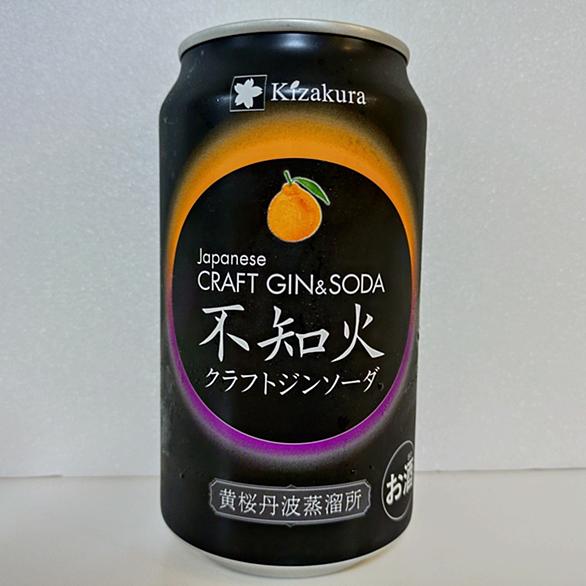 Kizakura
Japanese
CRAFT GIN&SODA
不知火
クラフトジンソーダ
お酒
黄桜丹波蒸溜所